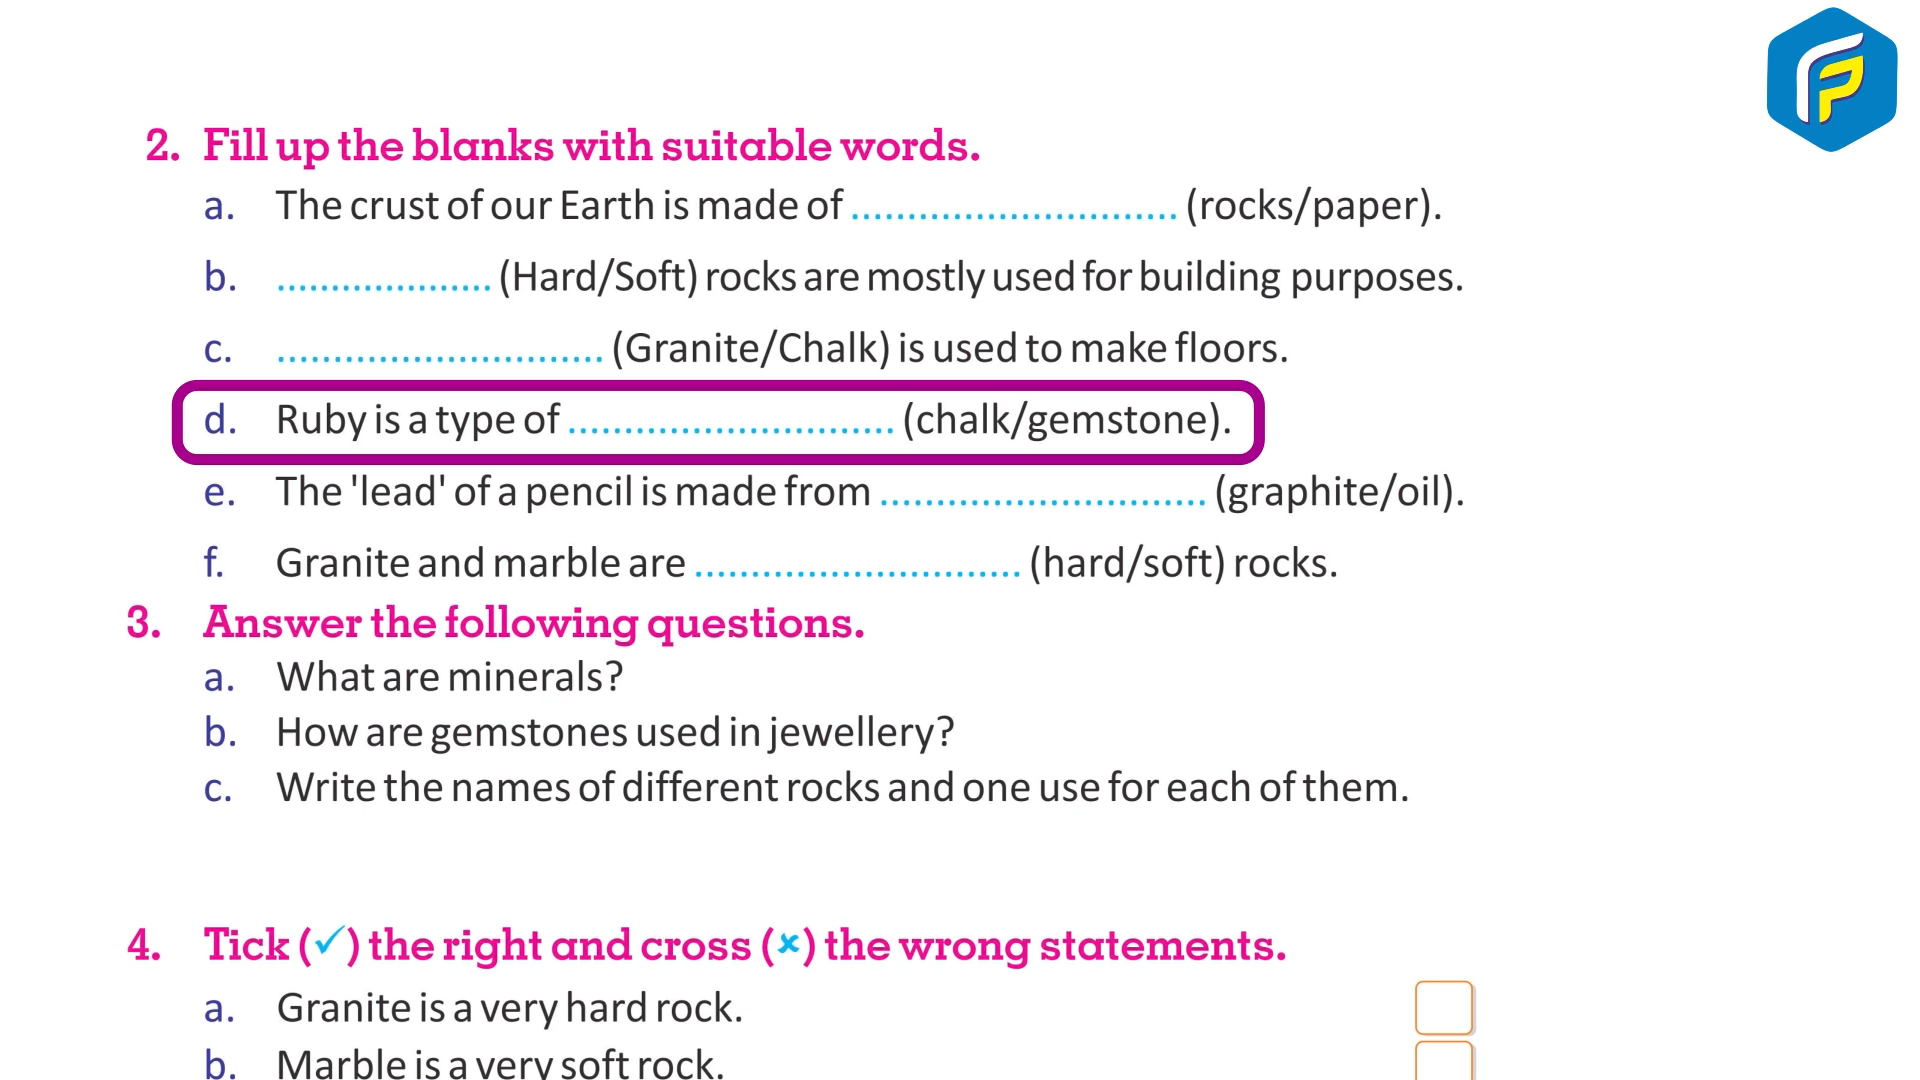 2. Fill up the blanks with suitable words.
a. The crust of our Earth is made of ............................ (rocks/paper).
b. .................... (Hard/Soft) rocks are mostly used for building purposes.
c. ............................ (Granite/Chalk) is used to make floors.
d. Ruby is a type of ............................ (chalk/gemstone).
e. The 'lead' of a pencil is made from ............................ (graphite/oil).
f. Granite and marble are ............................ (hard/soft) rocks.
3. Answer the following questions.
a. What are minerals?
b. How are gemstones used in jewellery?
c. Write the names of different rocks and one use for each of them.
4. Tick (✓) the right and cross (✗) the wrong statements.
a. Granite is a very hard rock.
b. Marble is a very soft rock.